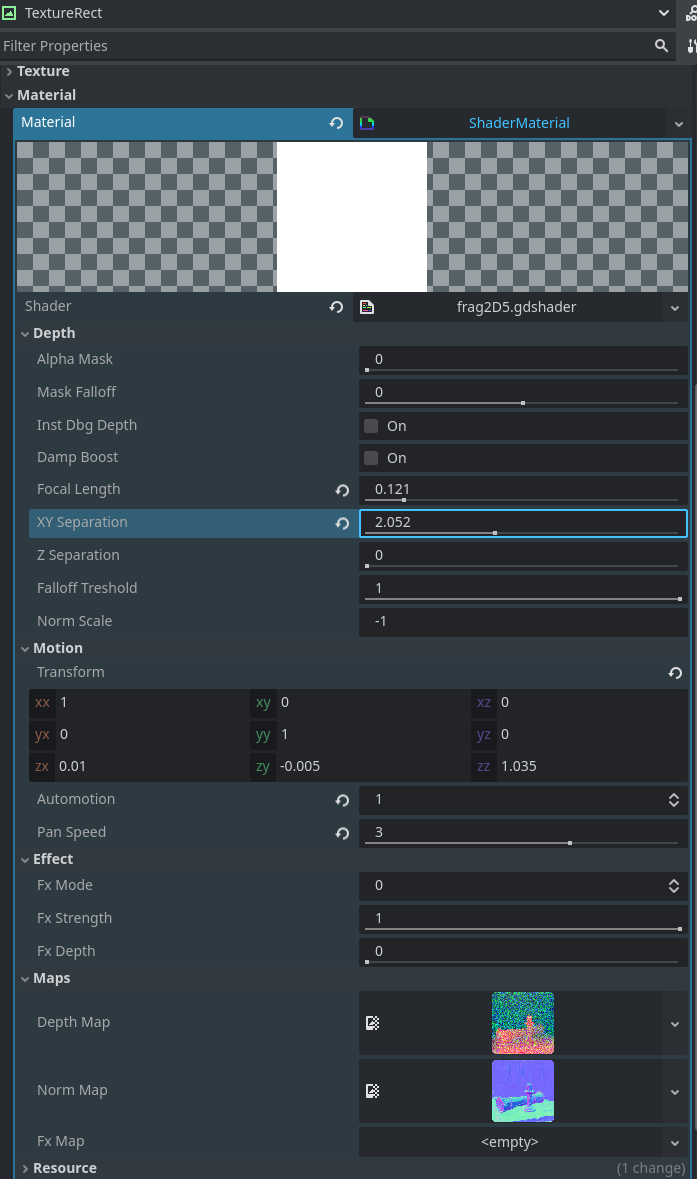 TextureRect
Filter Properties
Texture
Material
Material ShaderMaterial
Shader frag2D5.gdshader
Depth
Alpha Mask 0
Mask Falloff 0
Inst Dbg Depth On
Damp Boost On
Focal Length 0.121
XY Separation 2.052
Z Separation 0
Falloff Treshold 1
Norm Scale -1
Motion
Transform
xx 1 xy 0 xz 0
yx 0 yy 1 yz 0
zx 0.01 zy -0.005 zz 1.035
Automotion 1
Pan Speed 3
Effect
Fx Mode 0
Fx Strength 1
Fx Depth 0
Maps
Depth Map
Norm Map
Fx Map <empty>
Resource (1 change)